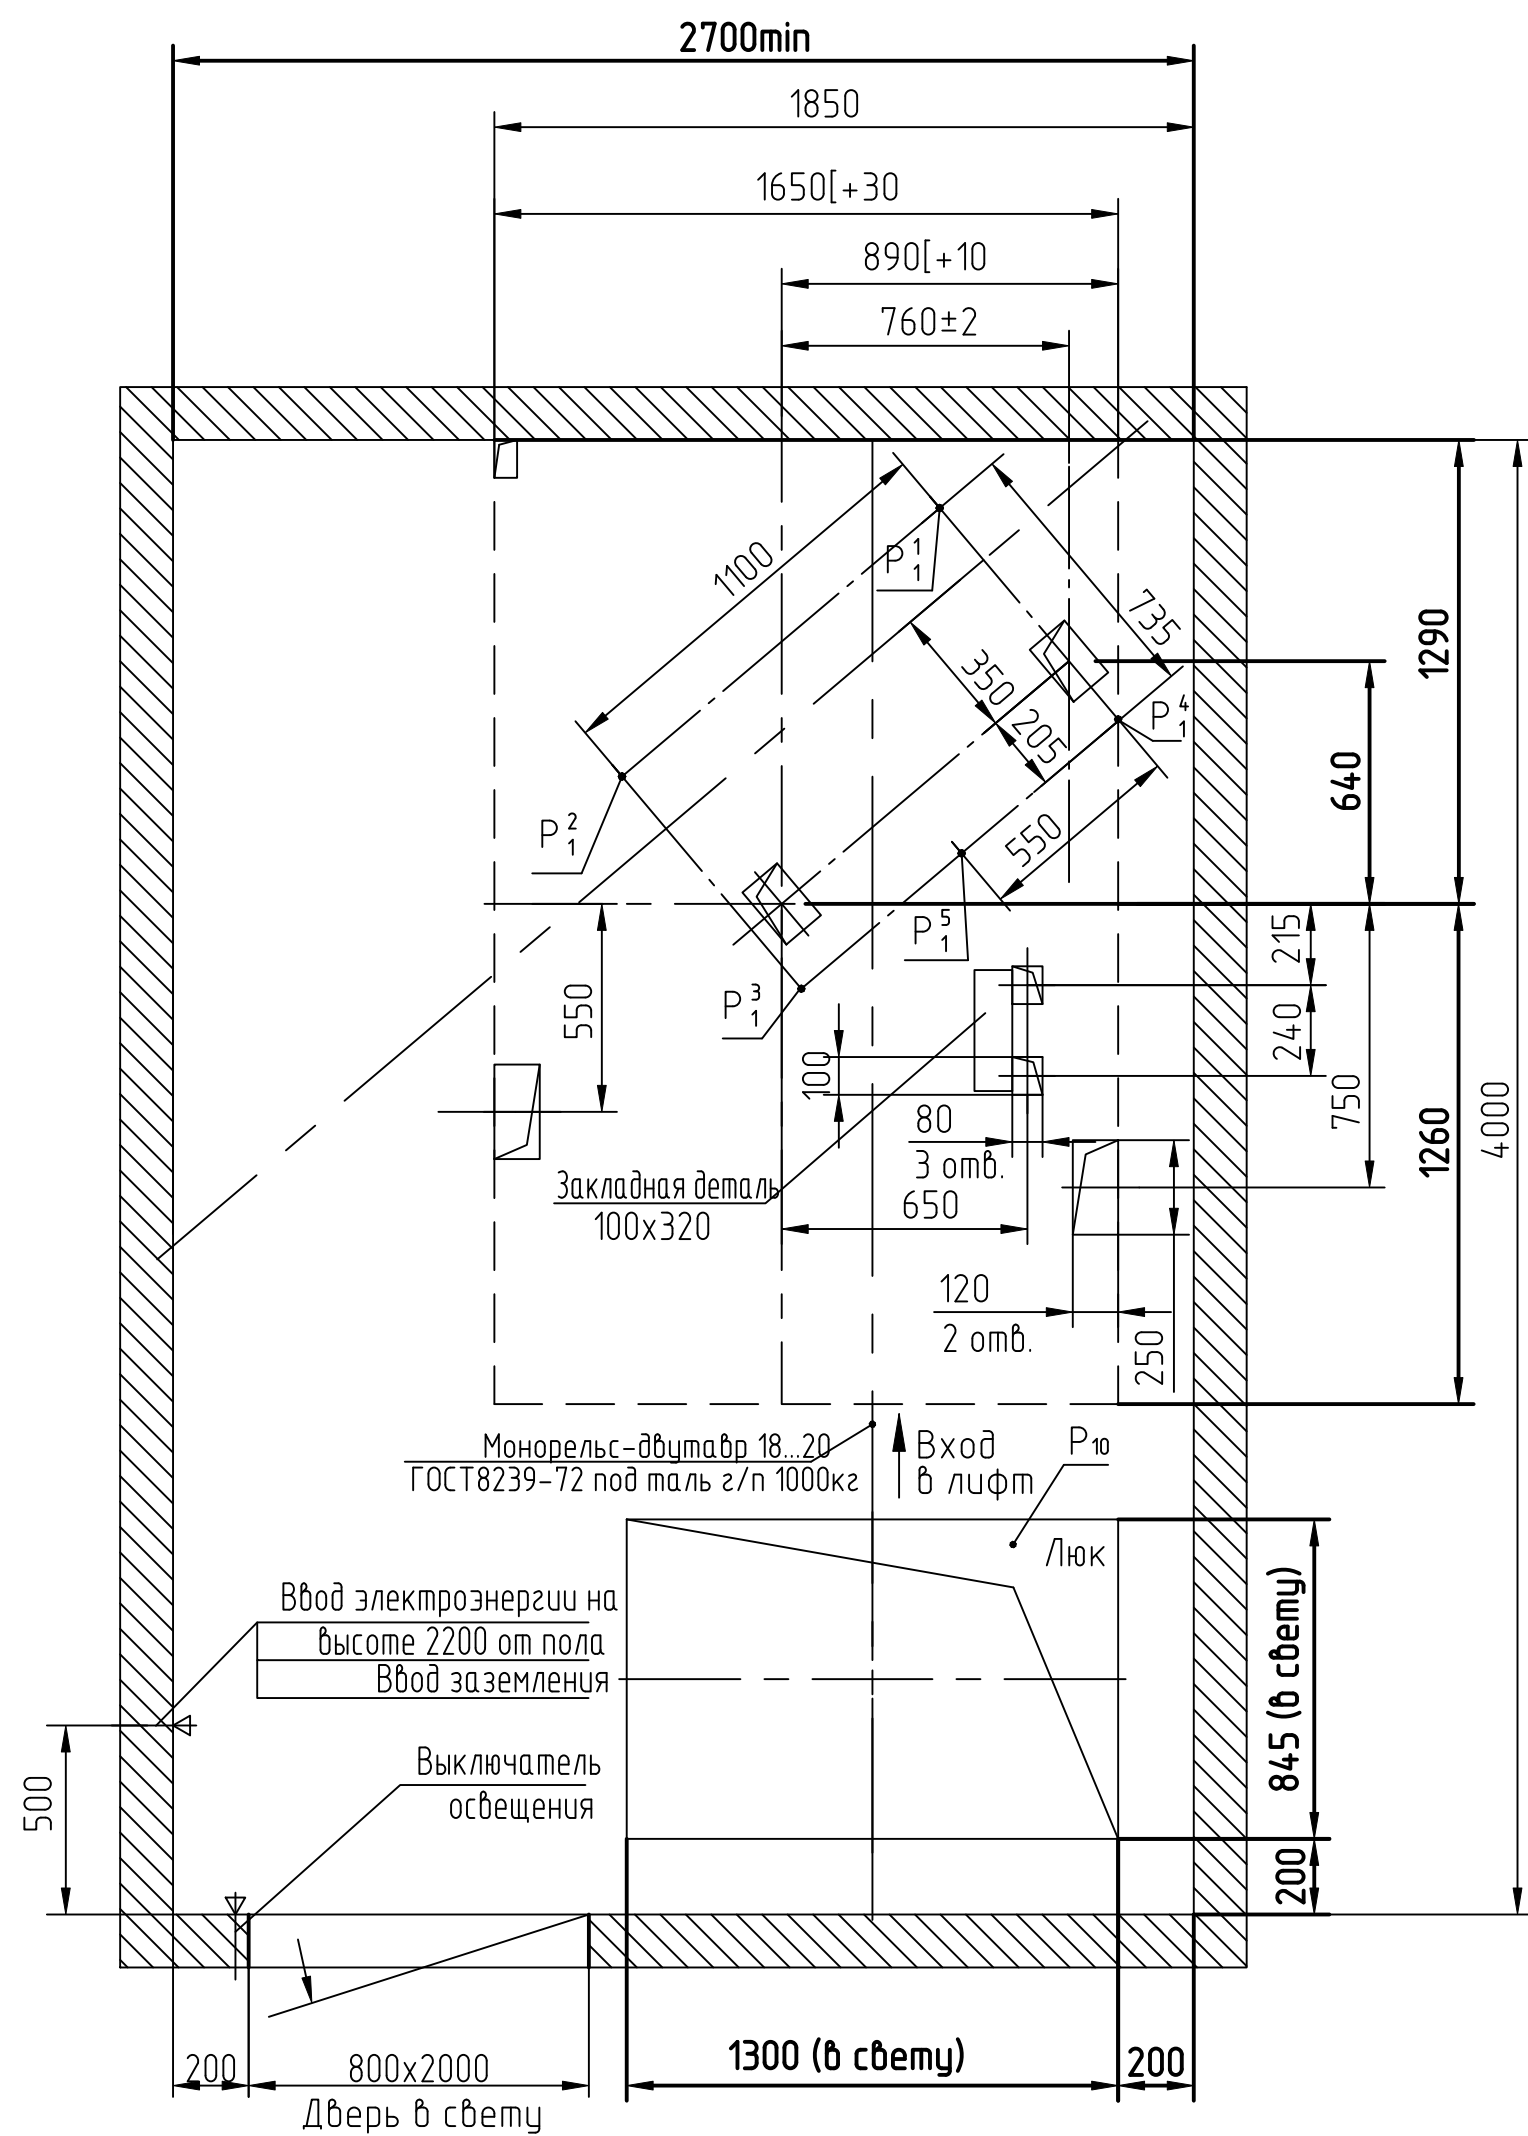 2700min
1850
1650[+30
890[+10
760±2
1100
P 1 1
735
350
205
P 4 1
1290
640
P 2 1
550
P 5 1
P 3 1
550
215
240
100
750
4000
1260
80
3 отв.
Закладная деталь
100х320
650
120
2 отв.
250
Монорельс-двутавр 18...20
ГОСТ8239-72 под таль г/п 1000кг
Вход
в лифт
P10
Люк
Ввод электроэнергии на
высоте 2200 от пола
Ввод заземления
845 (в свету)
500
Выключатель
освещения
200
200
800х2000
Дверь в свету
1300 (в свету)
200